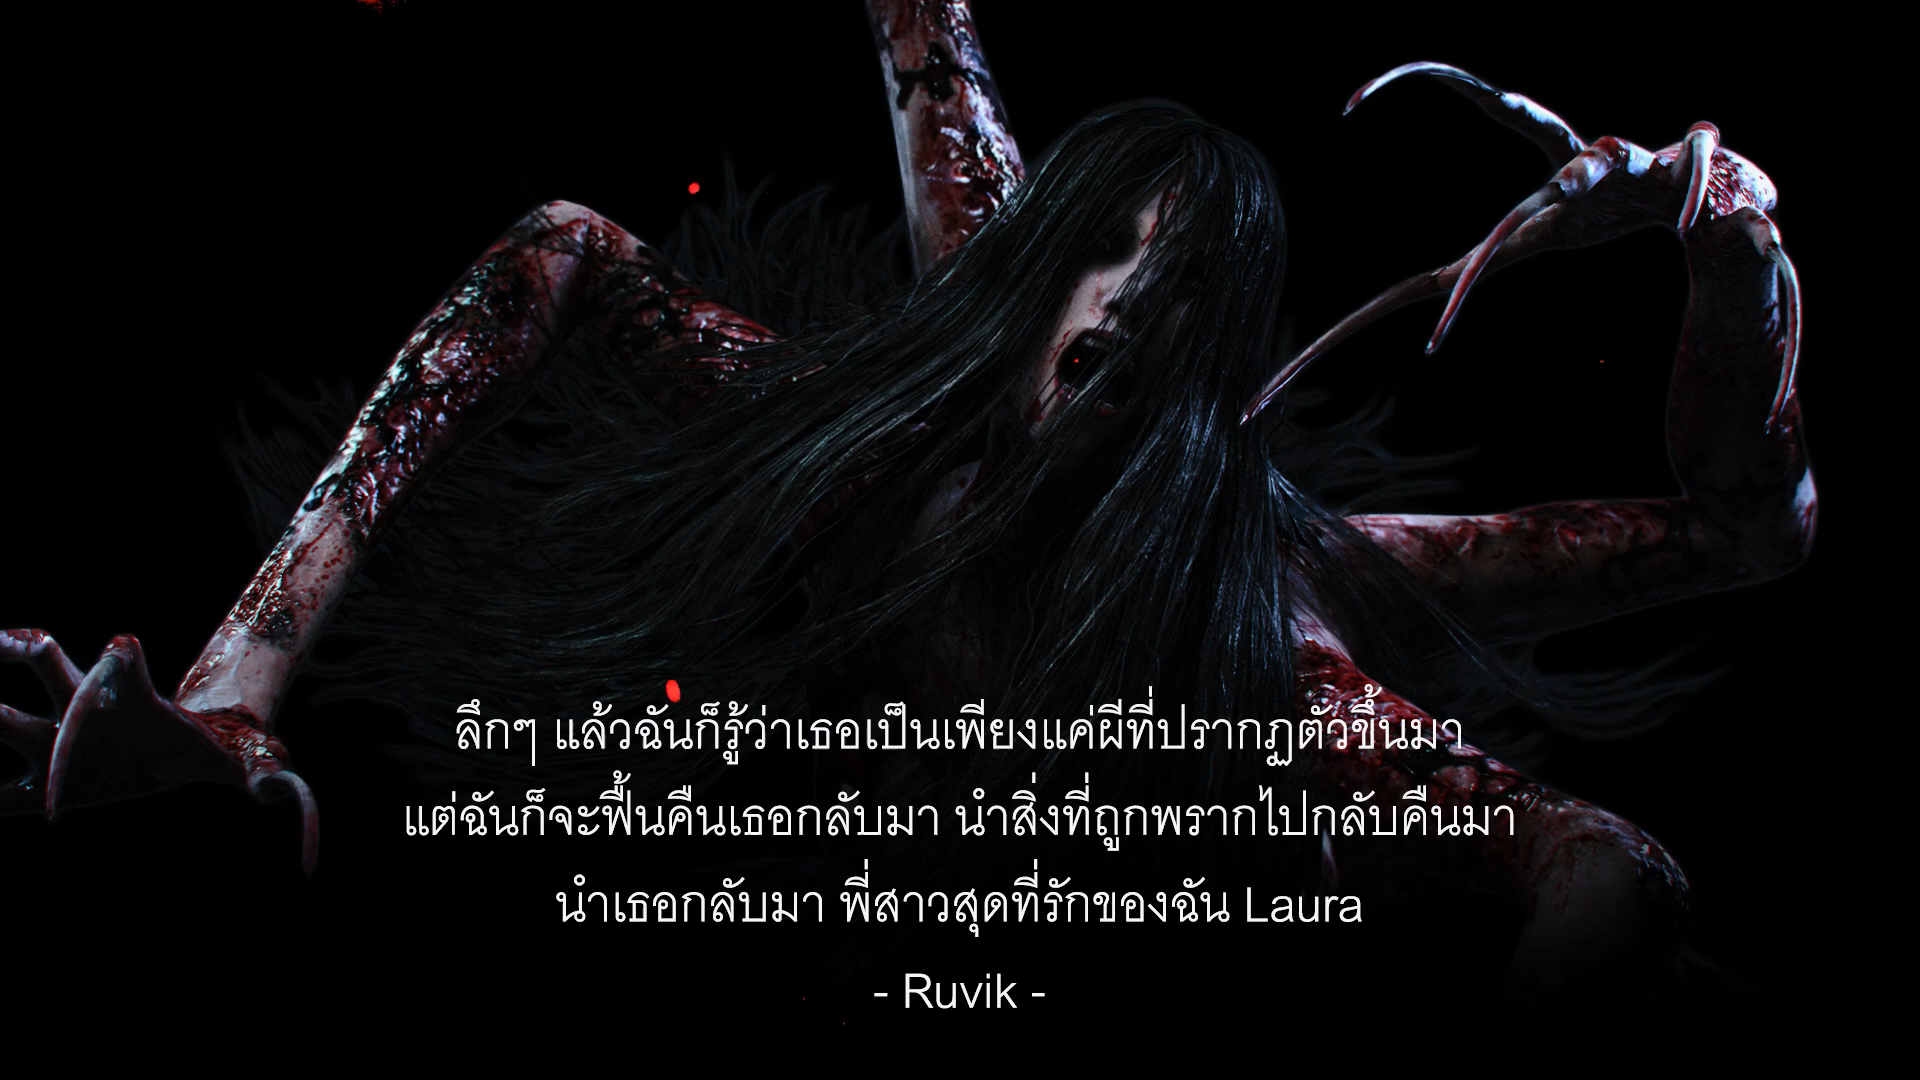 ลึกๆ แล้วฉันก็รู้ว่าเธอเป็นเพียงแค่ผีที่ปรากฏตัวขึ้นมา
แต่ฉันก็จะฟื้นคืนเธอกลับมา นำสิ่งที่ถูกพรากไปกลับคืนมา
นำเธอกลับมา พี่สาวสุดที่รักของฉัน Laura
- Ruvik -